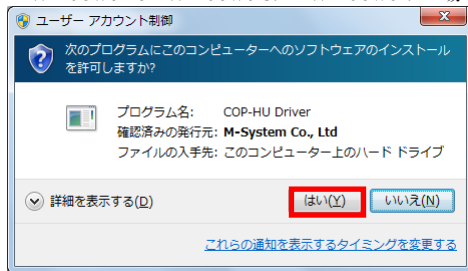 ユーザー アカウント制御
次のプログラムにこのコンピューターへのソフトウェアのインストール
を許可しますか?
プログラム名: COP-HU Driver
確認済みの発行元: M-System Co., Ltd
ファイルの入手先: このコンピューター上のハード ドライブ
詳細を表示する(D)
はい(Y)
いいえ(N)
これらの通知を表示するタイミングを変更する